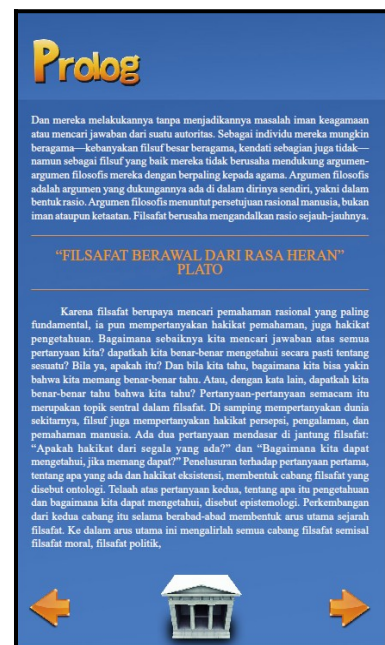 Prolog
Dan mereka melakukannya tanpa menjadikannya masalah iman keagamaan
atau mencari jawaban dari suatu autoritas. Sebagai individu mereka mungkin
beragama—kebanyakan filsuf besar beragama, kendati sebagian juga tidak—
namun sebagai filsuf yang baik mereka tidak berusaha mendukung argumen-
argumen filosofis mereka dengan berpaling kepada agama. Argumen filosofis
adalah argumen yang dukungannya ada di dalam dirinya sendiri, yakni dalam
bentuk rasio. Argumen filosofis menuntut persetujuan rasional manusia, bukan
iman ataupun ketaatan. Filsafat berusaha mengandalkan rasio sejauh-jauhnya.
“FILSAFAT BERAWAL DARI RASA HERAN”
PLATO
Karena filsafat berupaya mencari pemahaman rasional yang paling
fundamental, ia pun mempertanyakan hakikat pemahaman, juga hakikat
pengetahuan. Bagaimana sebaiknya kita mencari jawaban atas semua
pertanyaan kita? dapatkah kita benar-benar mengetahui secara pasti tentang
sesuatu? Bila ya, apakah itu? Dan bila kita tahu, bagaimana kita bisa yakin
bahwa kita memang benar-benar tahu. Atau, dengan kata lain, dapatkah kita
benar-benar tahu bahwa kita tahu? Pertanyaan-pertanyaan semacam itu
merupakan topik sentral dalam filsafat. Di samping mempertanyakan dunia
sekitarnya, filsuf juga mempertanyakan hakikat persepsi, pengalaman, dan
pemahaman manusia. Ada dua pertanyaan mendasar di jantung filsafat:
“Apakah hakikat dari segala yang ada?” dan “Bagaimana kita dapat
mengetahui, jika memang dapat?” Penelusuran terhadap pertanyaan pertama,
tentang apa yang ada dan hakikat eksistensi, membentuk cabang filsafat yang
disebut ontologi. Telaah atas pertanyaan kedua, tentang apa itu pengetahuan
dan bagaimana kita dapat mengetahui, disebut epistemologi. Perkembangan
dari kedua cabang itu selama berabad-abad membentuk arus utama sejarah
filsafat. Ke dalam arus utama ini mengalirlah semua cabang filsafat semisal
filsafat moral, filsafat politik,